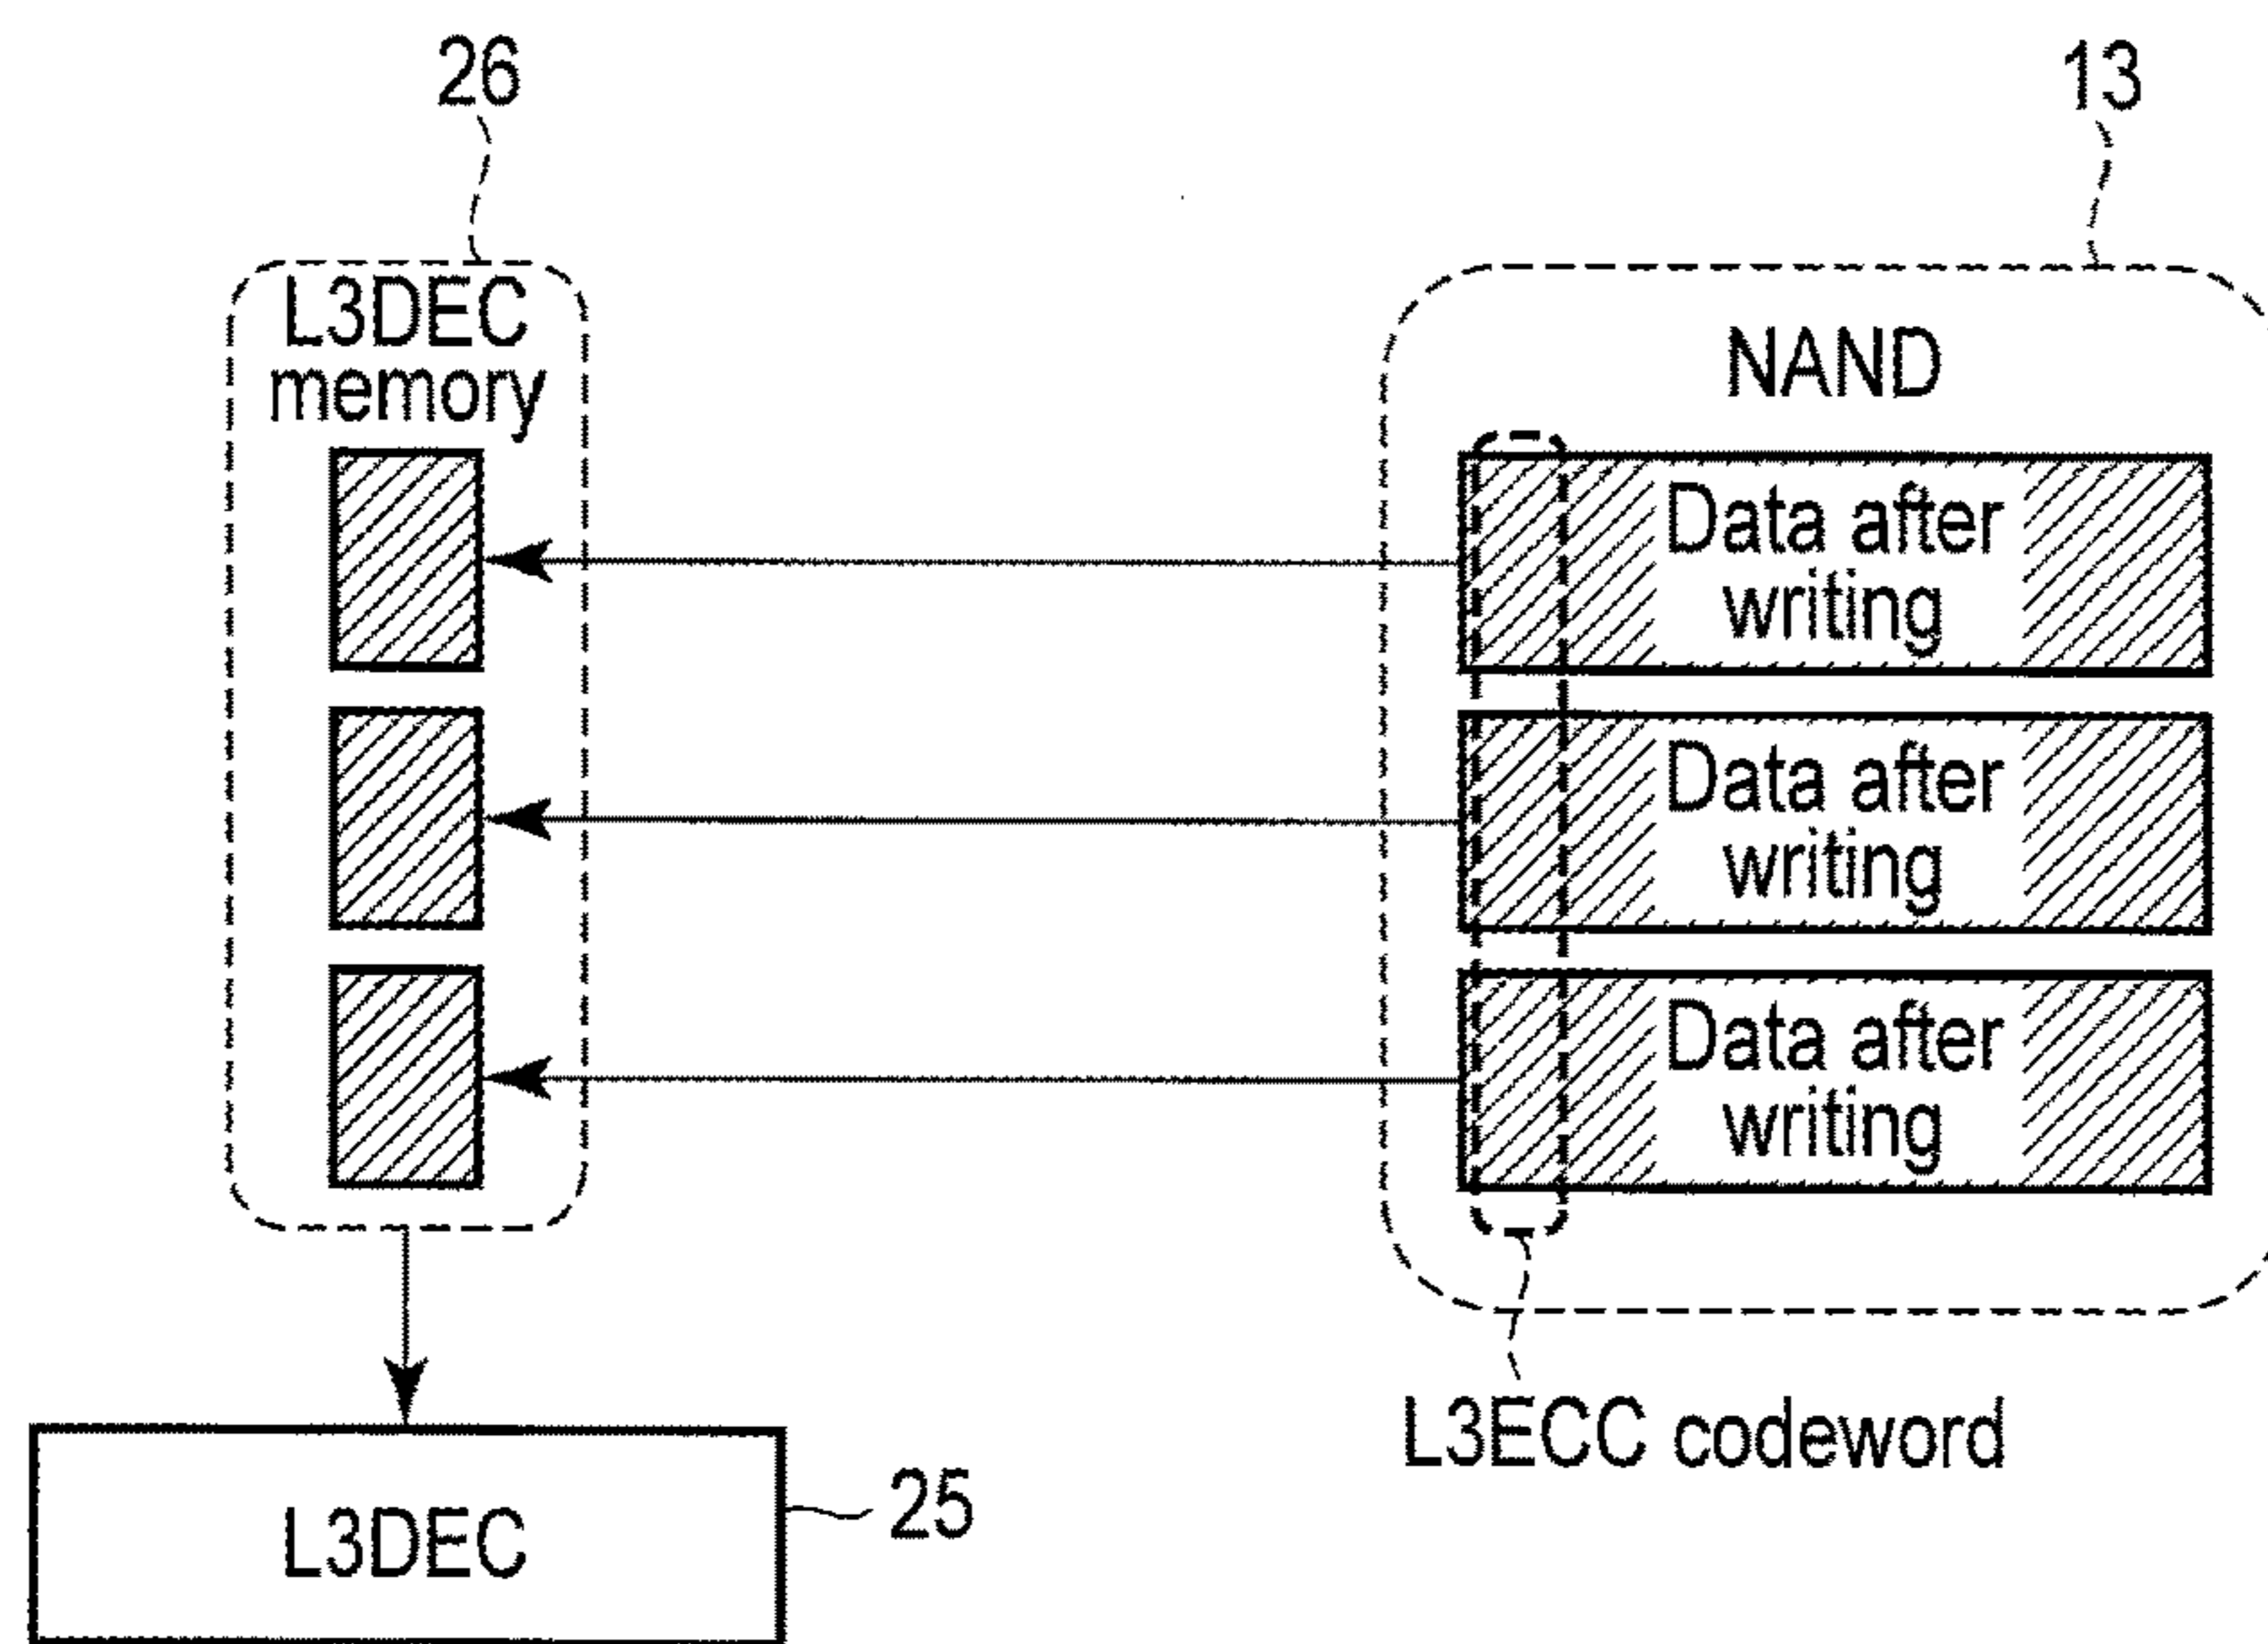 26
13
L3DEC
memory
NAND
Data after
writing
Data after
writing
Data after
writing
L3ECC codeword
L3DEC
25